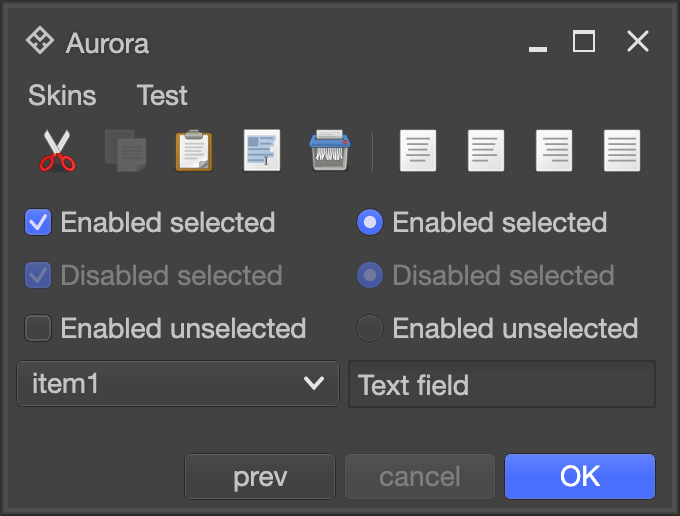 Aurora
Skins Test
Enabled selected Enabled selected
Disabled selected Disabled selected
Enabled unselected Enabled unselected
item1 Text field
prev cancel OK